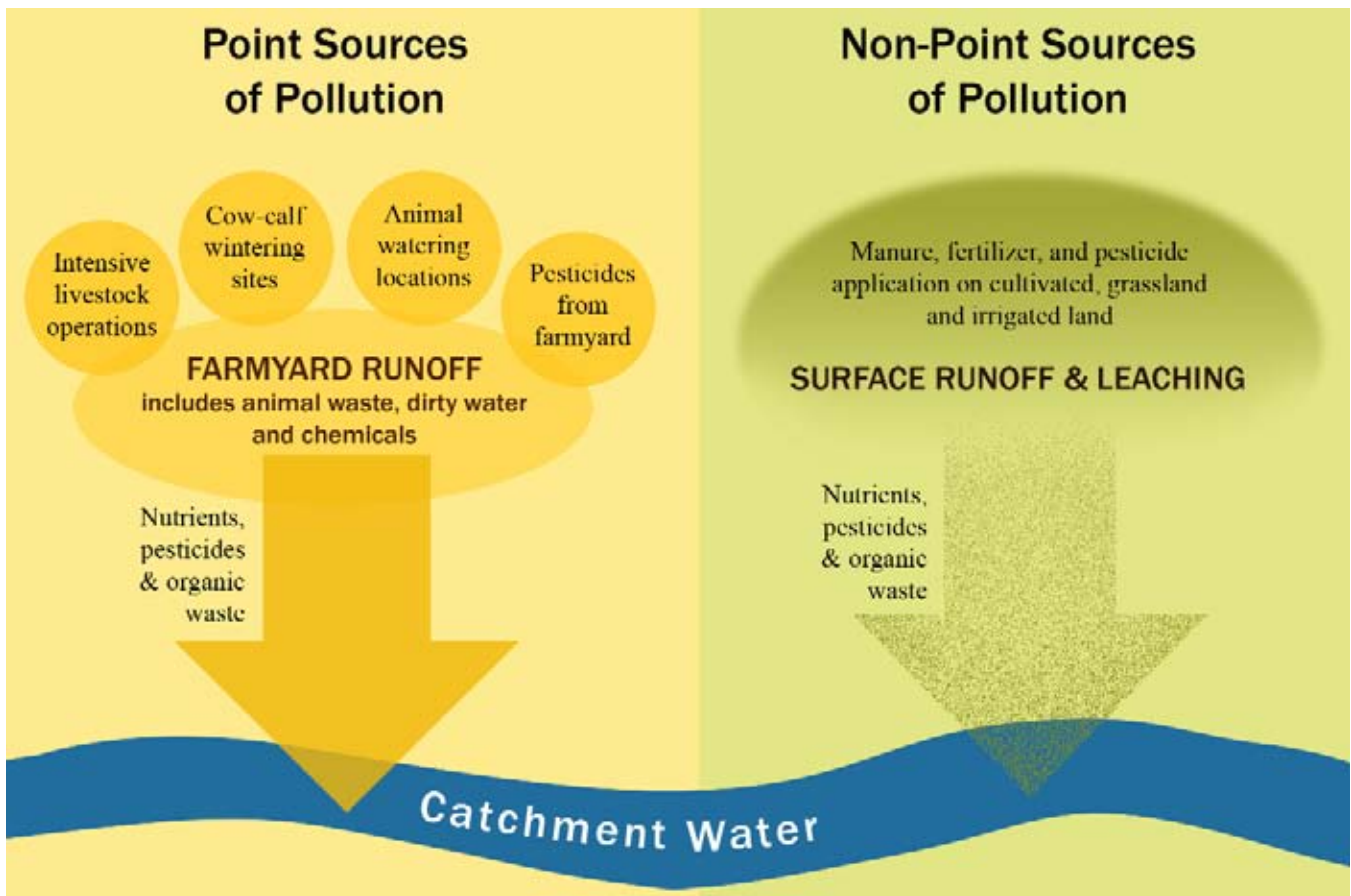 Point Sources
of Pollution
Intensive
livestock
operations
Cow-calf
wintering
sites
Animal
watering
locations
Pesticides
from
farmyard
FARMYARD RUNOFF
includes animal waste, dirty water
and chemicals
Nutrients,
pesticides
& organic
waste
Non-Point Sources
of Pollution
Manure, fertilizer, and pesticide
application on cultivated, grassland
and irrigated land
SURFACE RUNOFF & LEACHING
Nutrients,
pesticides
& organic
waste
Catchment Water